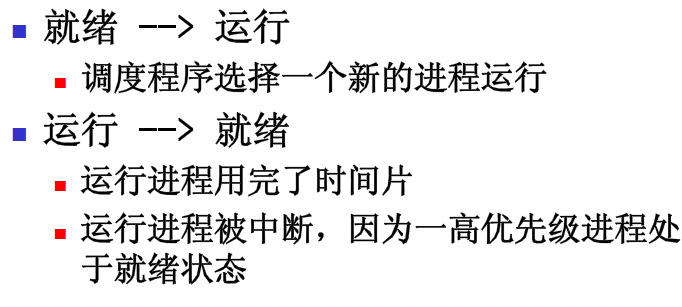 就绪 --> 运行
调度程序选择一个新的进程运行
运行 --> 就绪
运行进程用完了时间片
运行进程被中断，因为一高优先级进程处
于就绪状态